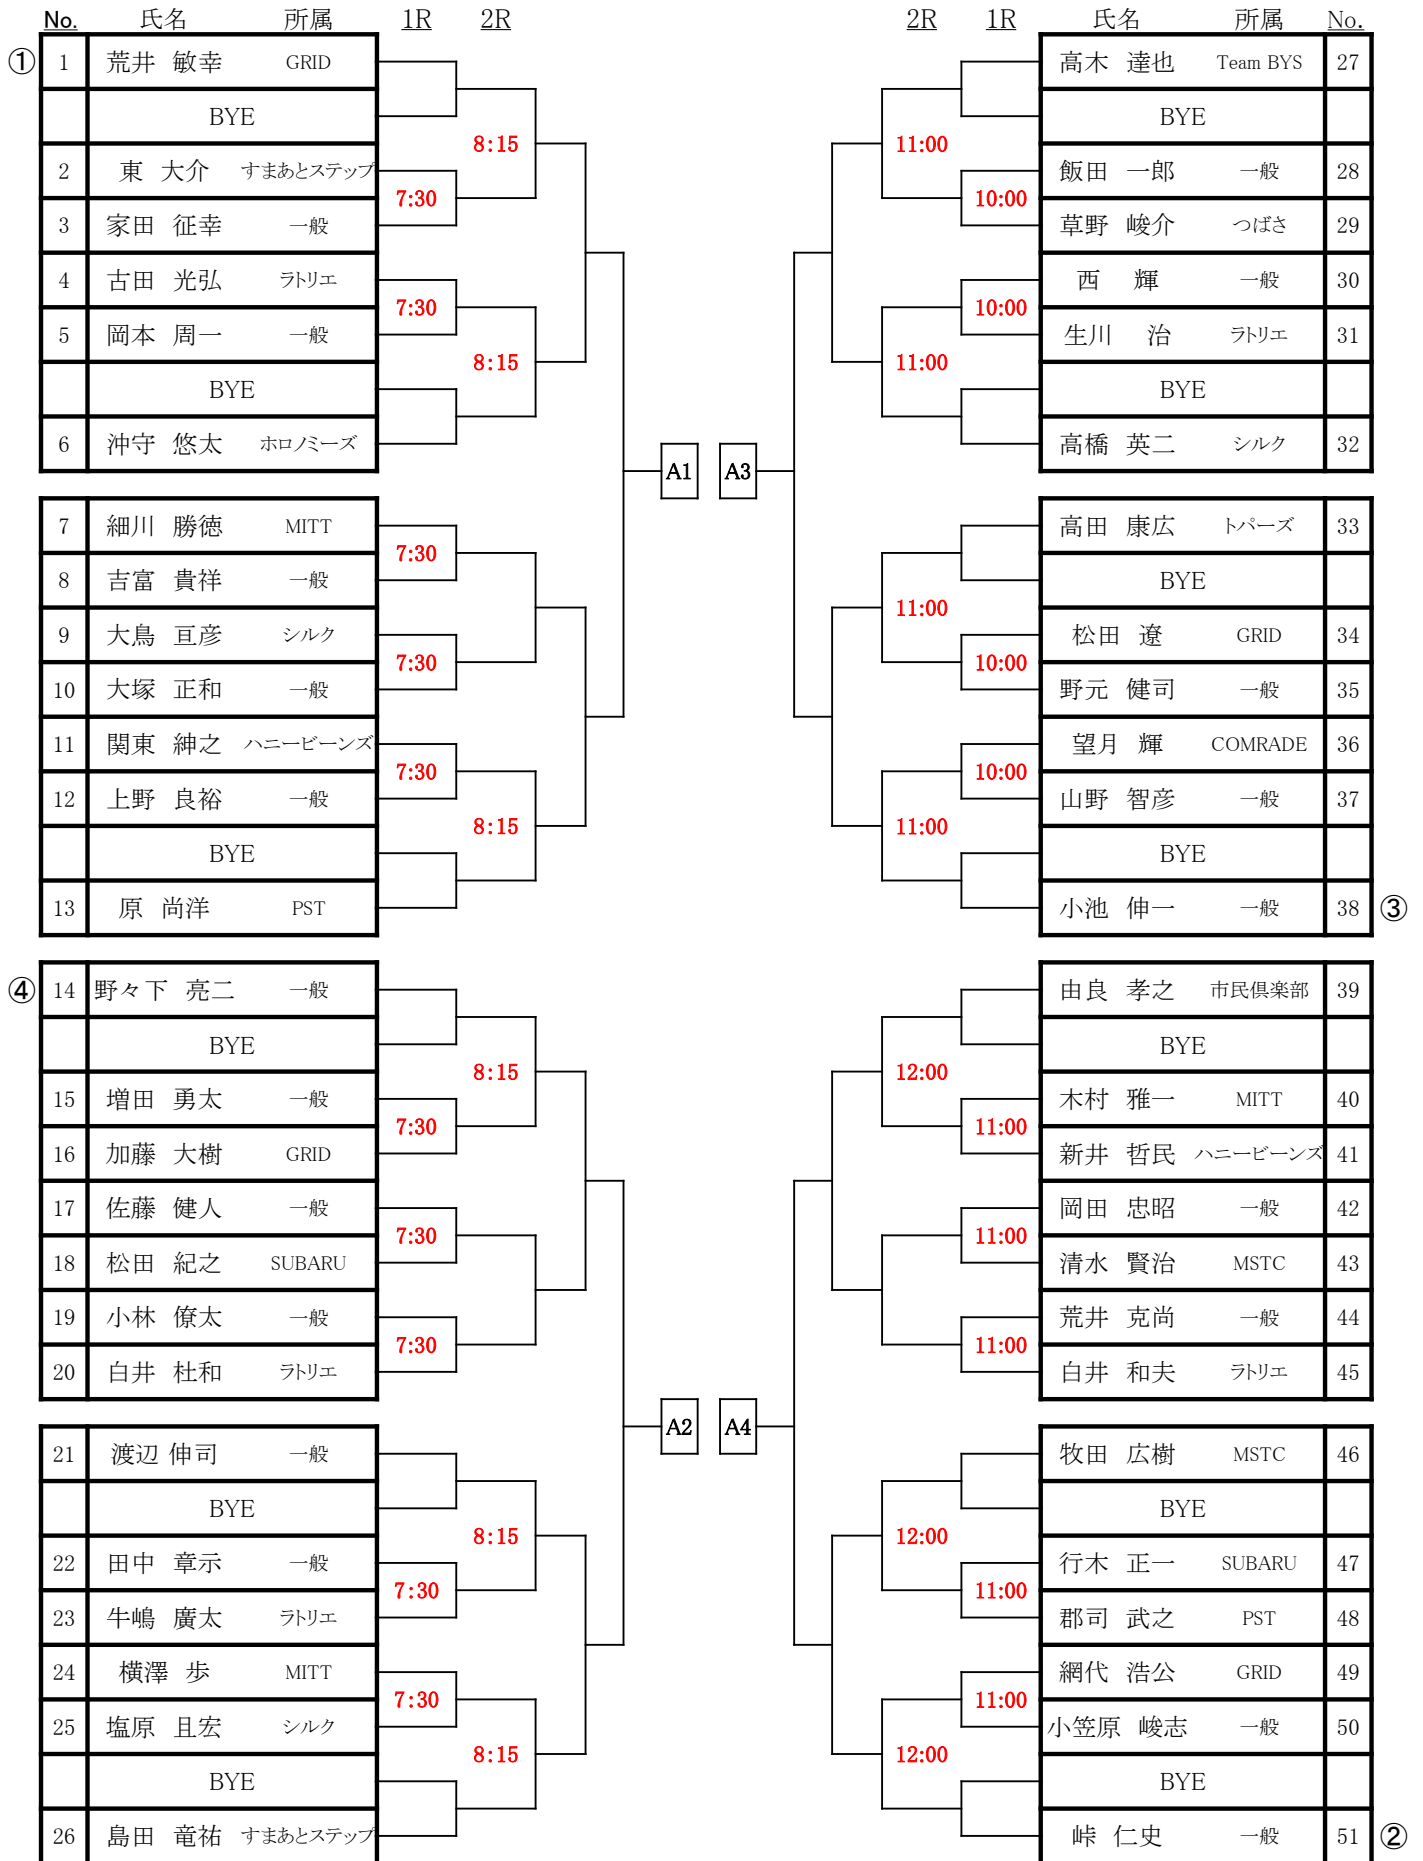 No. 氏名 所属 1R 2R 2R 1R 氏名 所属 No.
① 1 荒井 敏幸 GRID 高木 達也 Team BYS 27
BYE BYE
8:15 11:00
2 東 大介 すまあとステップ 飯田 一郎 一般 28
7:30 10:00
3 家田 征幸 一般 草野 峻介 つばさ 29
4 古田 光弘 ラトリエ 西 輝 一般 30
7:30 10:00
5 岡本 周一 一般 生川 治 ラトリエ 31
8:15 11:00
BYE BYE
6 沖守 悠太 ホロノミーズ 高橋 英二 シルク 32
A1 A3
7 細川 勝徳 MITT 高田 康広 トパーズ 33
7:30
8 吉富 貴祥 一般 BYE
11:00
9 大鳥 亘彦 シルク 松田 遼 GRID 34
7:30 10:00
10 大塚 正和 一般 野元 健司 一般 35
11 関東 紳之 ハニービーンズ 望月 輝 COMRADE 36
7:30 10:00
12 上野 良裕 一般 山野 智彦 一般 37
8:15 11:00
BYE BYE
13 原 尚洋 PST 小池 伸一 一般 38 ③
④ 14 野々下 亮二 一般 由良 孝之 市民倶楽部 39
BYE BYE
8:15 12:00
15 増田 勇太 一般 木村 雅一 MITT 40
7:30 11:00
16 加藤 大樹 GRID 新井 哲民 ハニービーンズ 41
17 佐藤 健人 一般 岡田 忠昭 一般 42
7:30 11:00
18 松田 紀之 SUBARU 清水 賢治 MSTC 43
19 小林 僚太 一般 荒井 克尚 一般 44
7:30 11:00
20 白井 杜和 ラトリエ 白井 和夫 ラトリエ 45
A2 A4
21 渡辺 伸司 一般 牧田 広樹 MSTC 46
BYE BYE
8:15 12:00
22 田中 章示 一般 行木 正一 SUBARU 47
7:30 11:00
23 牛嶋 廣太 ラトリエ 郡司 武之 PST 48
24 横澤 歩 MITT 網代 浩公 GRID 49
7:30 11:00
25 塩原 且宏 シルク 小笠原 峻志 一般 50
8:15 12:00
BYE BYE
26 島田 竜祐 すまあとステップ 峠 仁史 一般 51 ②